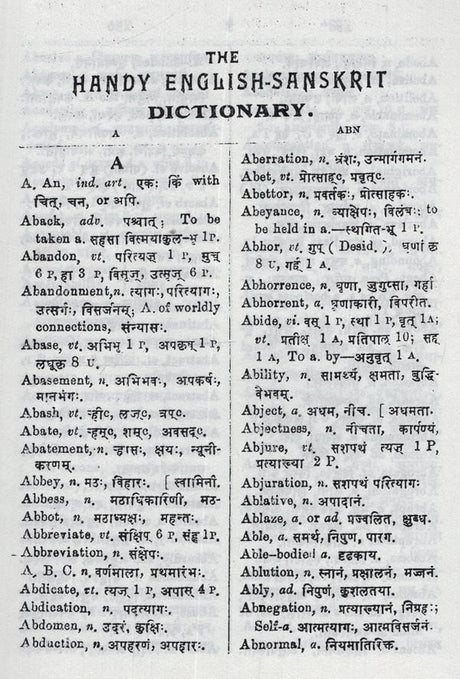 THE
HANDY ENGLISH-SANSKRIT
DICTIONARY.
A
ABN
A
A. An, ind. art. एकः किं with
चित्, चन, or अपि.
Aback, adv. पश्चात्; To be
taken a. सहसा विस्मयाकुल-भू 1P.
Abandon, vt. परित्यज् 1 P, मुच्
6 P, हा 3 P, विसृज्, उत्सृज् 6 P.
Abandonment, n. त्यागः, परित्यागः,
उत्सर्गः, विसर्जनम्; A. of worldly
connections, संन्यासः.
Abase, vt. अभिभू 1 P, अपकृष् 1 P,
लघूकृ 8 U.
Abasement, n. अभिभवः, अपकर्षः,
मानभंगः.
Abash, vt. ह्री c, लज् c, त्रप् c.
Abate, vt. ह्रस् c, शम् c, अवसद् c.
Abatement, n. ह्रासः, क्षयः, न्यूनी-
करणम्.
Abbey, n. मठः, विहारः. [ स्वामिनी.
Abbess, n. मठाधिकारिणी, मठ-
Abbot, n. मठाध्यक्षः, महन्तः.
Abbreviate, vt. संक्षिप् 6 P, संहृ 1P.
Abbreviation, n. संक्षेपः.
A. B. C. n. वर्णमाला, प्रथमारंभः.
Abdicate, vt. त्यज् 1 P, अपास् 4 P.
Abdication, n. पदत्यागः.
Abdomen, n. उदरं, कुक्षिः.
Abduction, n. अपहरणं, अपहारः.
Aberration, n. भ्रंशः, उन्मार्गगमनं.
Abet, vt. प्रोत्साह् c, प्रवृत् c.
Abettor, n. प्रवर्तकः, प्रोत्साहकः.
Abeyance, n. व्याक्षेपः, विलंबः; to
be held in a.—स्थगित-भू 1 P.
Abhor, vt. गुप् ( Desid. ). घृणां कृ
8 U, गर्ह् 1 A.
Abhorrence, n. घृणा, जुगुप्सा, गर्हा
Abhorrent, a. घृणाकारी, विपरीत.
Abide, vi. वस् 1 P, स्था 1 P, वृत् 1A;
vt. प्रतीक्ष् 1 A, प्रतिपाल् 10; सह्
1 A, To a. by—अनुवृत् 1 A.
Ability, n. सामर्थ्यं, क्षमता, बुद्धि-
वैभवम्.
Abject, a. अधम, नीच. [ अधमता.
Abjectness, n. नीचता, कार्पण्यं,
Abjure, vt. सशपथं त्यज् 1 P,
प्रत्याख्या 2 P.
Abjuration, n. सशपथं परित्यागः
Ablative, n. अपादानं.
Ablaze, a. or ad. प्रज्वलित, क्षुब्ध.
Able, a. समर्थ, निपुण, पारग.
Able-bodied a. दृढकाय.
Ablution, n. स्नानं, प्रक्षालनं, मज्जनं.
Ably, ad. निपुणं, कुशलतया.
Abnegation, n. प्रत्याख्यानं, निग्रहः;
Self-a. आत्मत्यागः, आत्मविसर्जनं.
Abnormal, a. नियमातिरिक्त.